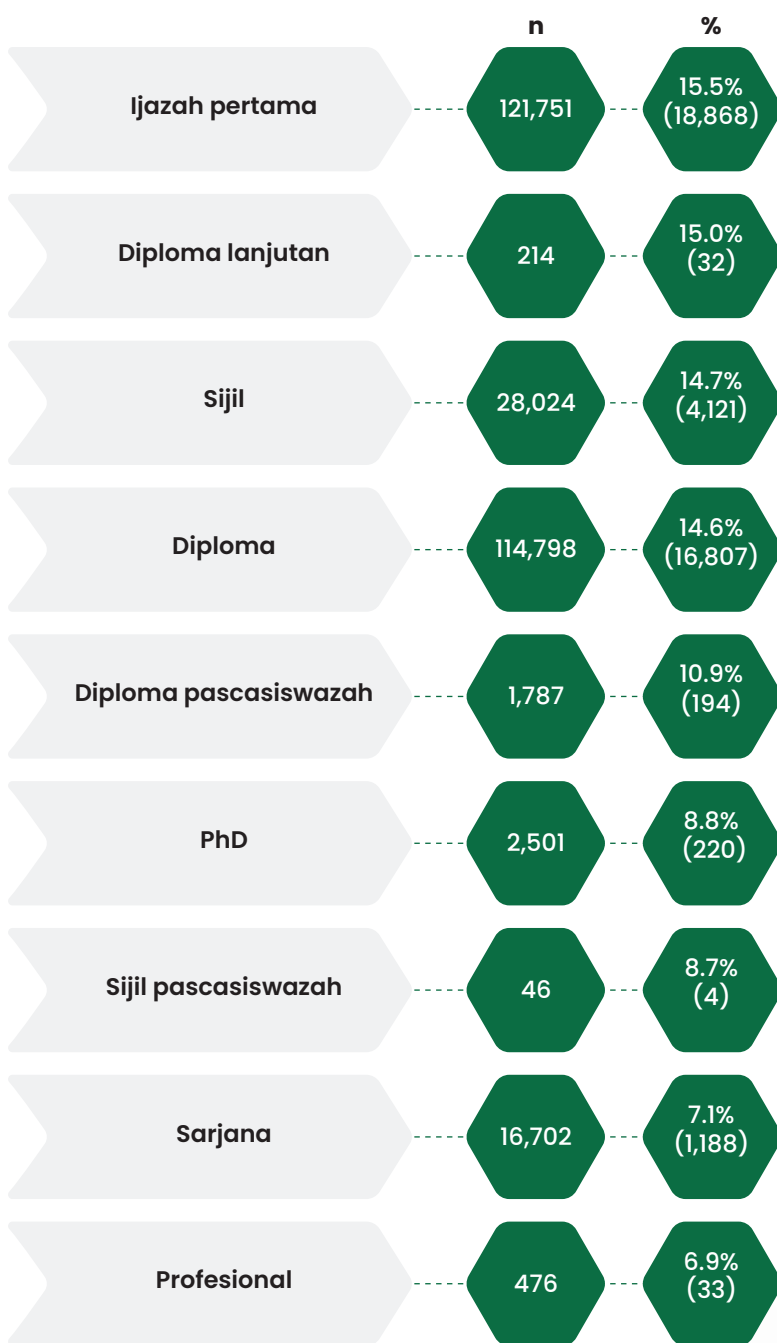 n %
Ijazah pertama 121,751 15.5%
(18,868)
Diploma lanjutan 214 15.0%
(32)
Sijil 28,024 14.7%
(4,121)
Diploma 114,798 14.6%
(16,807)
Diploma pascasiswazah 1,787 10.9%
(194)
PhD 2,501 8.8%
(220)
Sijil pascasiswazah 46 8.7%
(4)
Sarjana 16,702 7.1%
(1,188)
Profesional 476 6.9%
(33)